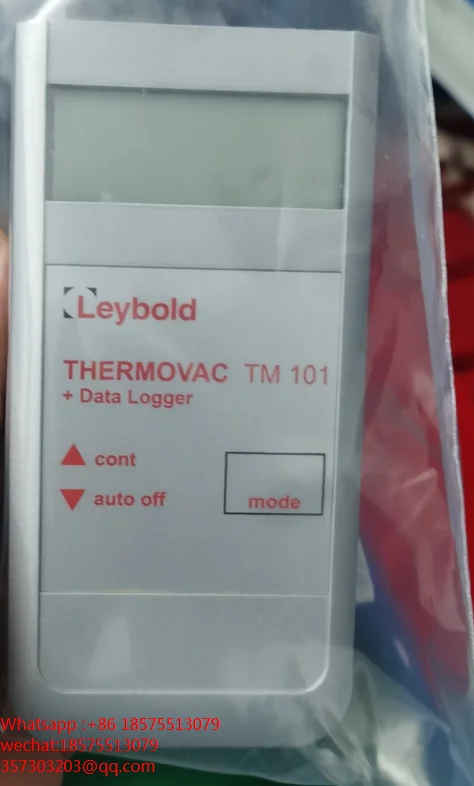 Leybold
THERMOVAC TM 101
+ Data Logger
▲ cont
▼ auto off
mode
Whatsapp :+86 18575513079
wechat:18575513079
357303203@qq.com